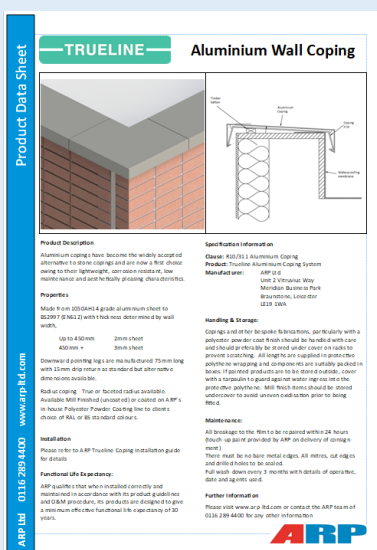 Product Data Sheet
ARP Ltd 0116 289 4400 www.arp-ltd.com
TRUELINE
Aluminium Wall Coping
Timber
batten
Aluminium
coping
Coping
clip
Waterproofing
membrane
Product Description
Aluminium copings have become the widely accepted
alternative to stone copings and are now a first choice
owing to their lightweight, corrosion resistant, low
maintenance and aesthetically pleasing characteristics.
Properties
Made from 1050AH14 grade aluminium sheet to
BS2997 (EN612) with thickness determined by wall
width,
Up to 450mm 2mm sheet
450mm + 3mm sheet
Downward pointing legs are manufactured 75mm long
with 15mm drip return as standard but alternative
dimensions available.
Radius coping - True or faceted radius available.
Available Mill Finished (uncoated) or coated on ARP's
in house Polyester Powder Coating line to clients
choice of RAL or BS standard colours.
Installation
Please refer to ARP Trueline Coping installation guide
for details
Functional Life Expectancy:
ARP qualifies that when installed correctly and
maintained in accordance with its product guidelines
and O&M procedure, its products are designed to give
a minimum effective functional life expectancy of 30
years.
Specification Information
Clause: R10/311 Aluminium Coping
Product: Trueline Aluminium Coping System
Manufacturer: ARP Ltd
Unit 2 Vitruvius Way
Meridian Business Park
Braunstone, Leicester
LE19 1WA
Handling & Storage:
Copings and other bespoke fabrications, particularly with a
polyester powder coat finish should be handled with care
and should preferably be stored under cover on racks to
prevent scratching. All lengths are supplied in protective
polythene wrapping and components are suitably packed in
boxes. If painted products are to be stored outside, cover
with a tarpaulin to guard against water ingress into the
protective polythene. Mill finish items should be stored
undercover to avoid uneven oxidisation prior to being
fitted.
Maintenance:
All breakage to the film to be repaired within 24 hours
(touch up paint provided by ARP on delivery of consign-
ment)
There must be no bare metal edges. All mitres, cut edges
and drilled holes to be sealed.
Full wash down every 3 months with details of operative,
date and agents used.
Further Information
Please visit www.arp-ltd.com or contact the ARP team of
0116 289 4400 for any other information
ARP